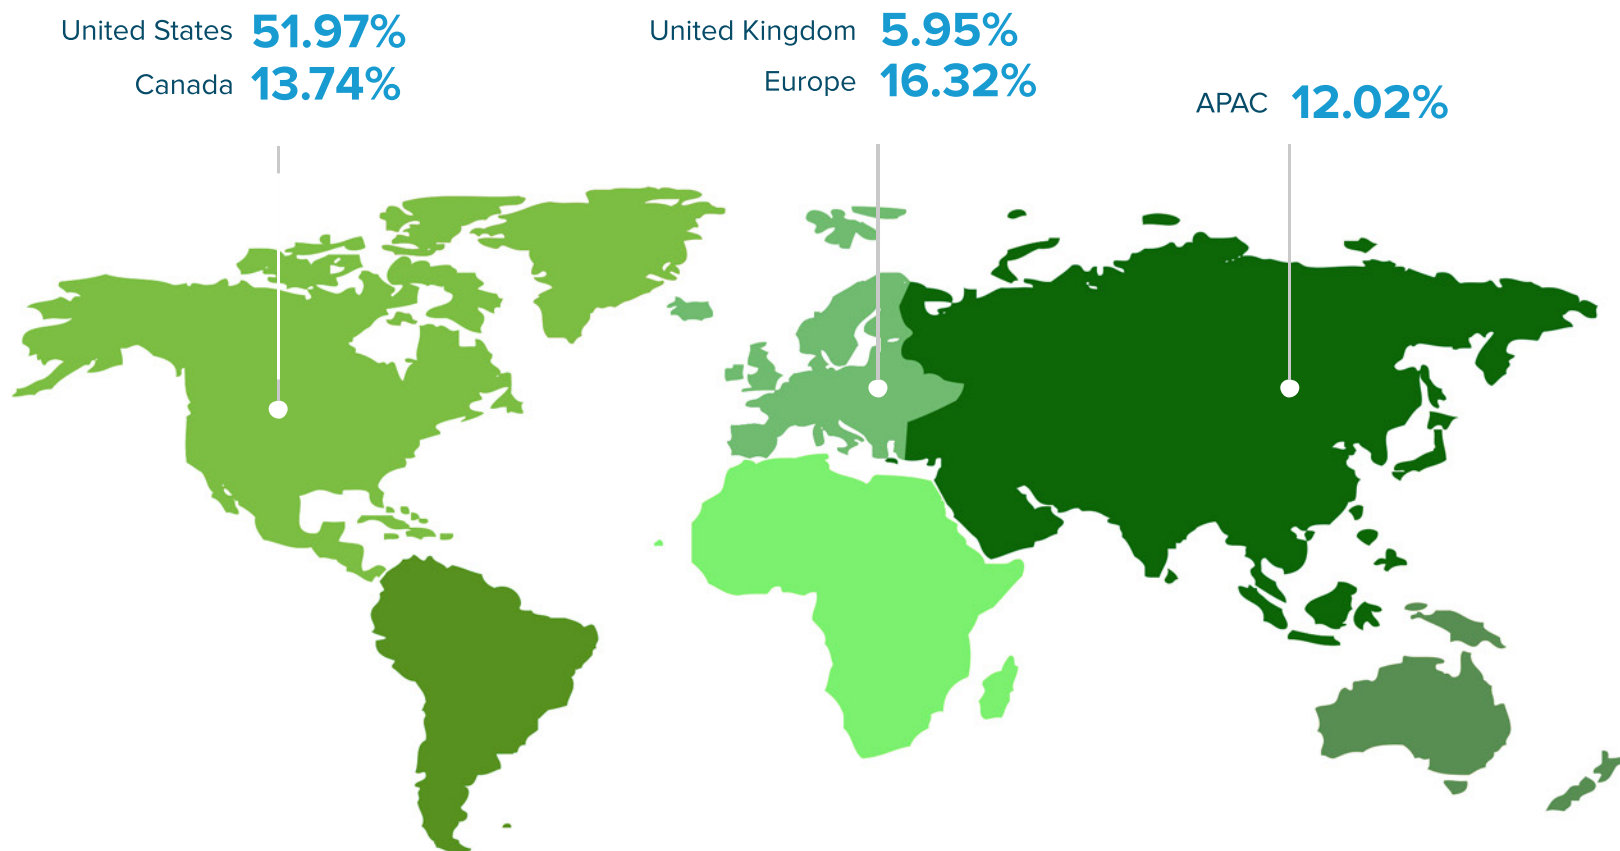 United States 51.97%
Canada 13.74%
United Kingdom 5.95%
Europe 16.32%
APAC 12.02%